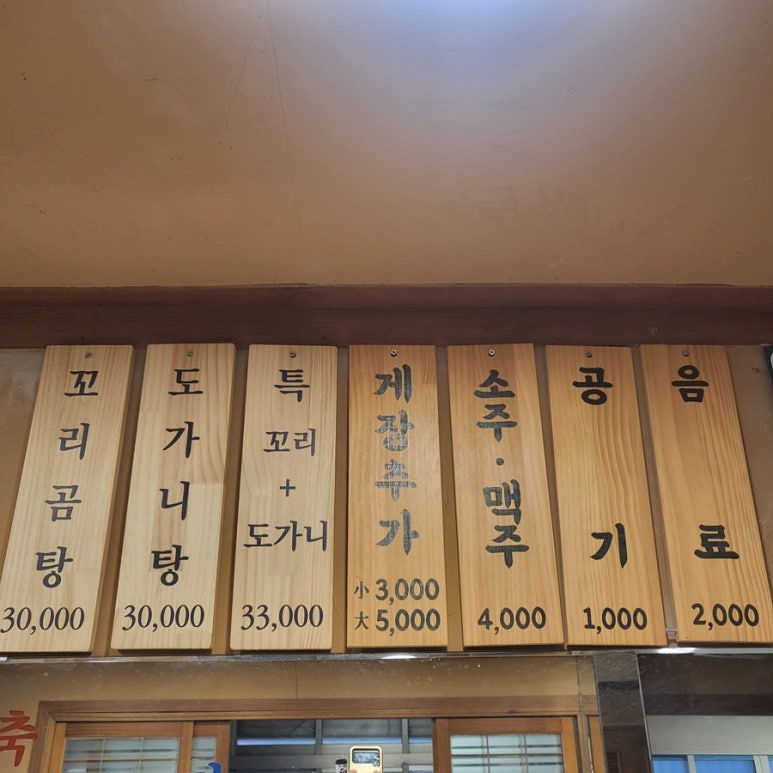 꼬리곰탕
30,000
도가니탕
30,000
특
꼬리
+
도가니
33,000
게장추가
小 3,000
大 5,000
소주·맥주
4,000
공기
1,000
음료
2,000
축